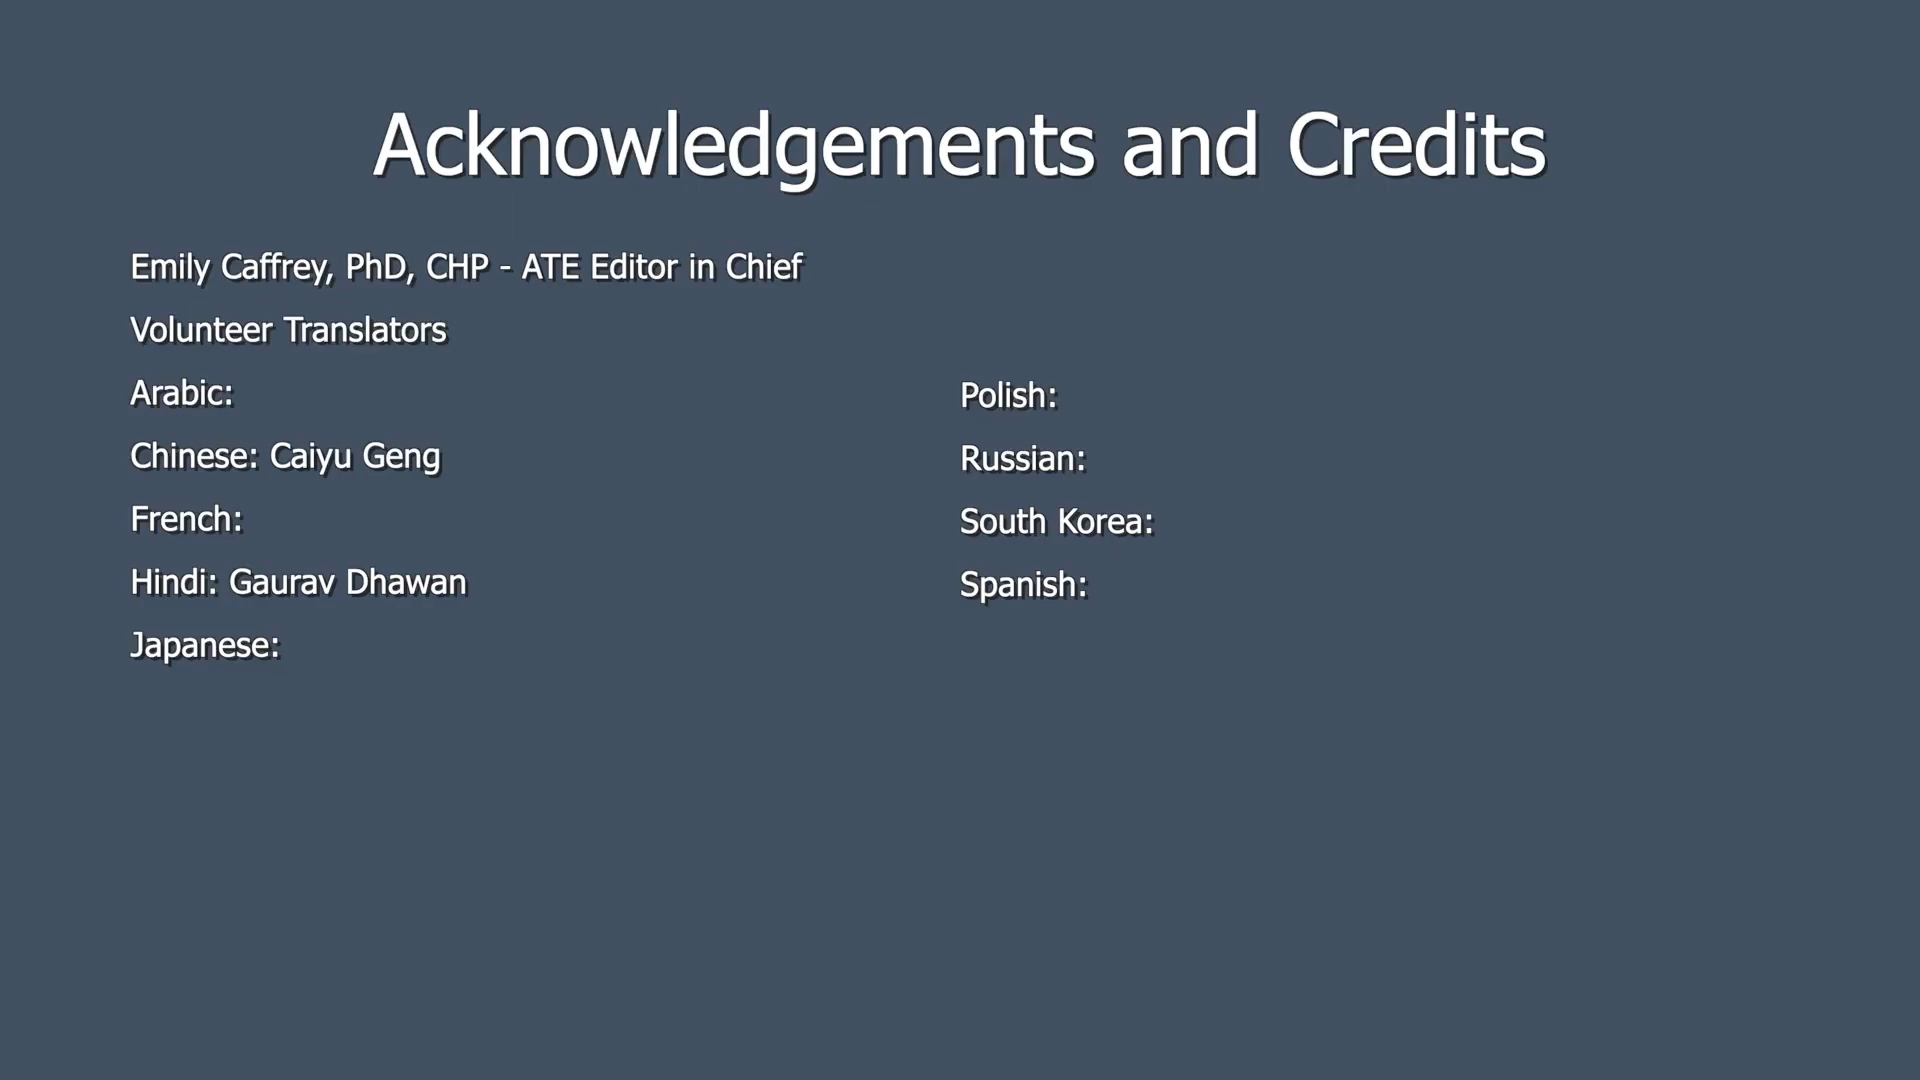 Acknowledgements and Credits
Emily Caffrey, PhD, CHP - ATE Editor in Chief
Volunteer Translators
Arabic:
Chinese: Caiyu Geng
French:
Hindi: Gaurav Dhawan
Japanese:
Polish:
Russian:
South Korea:
Spanish: